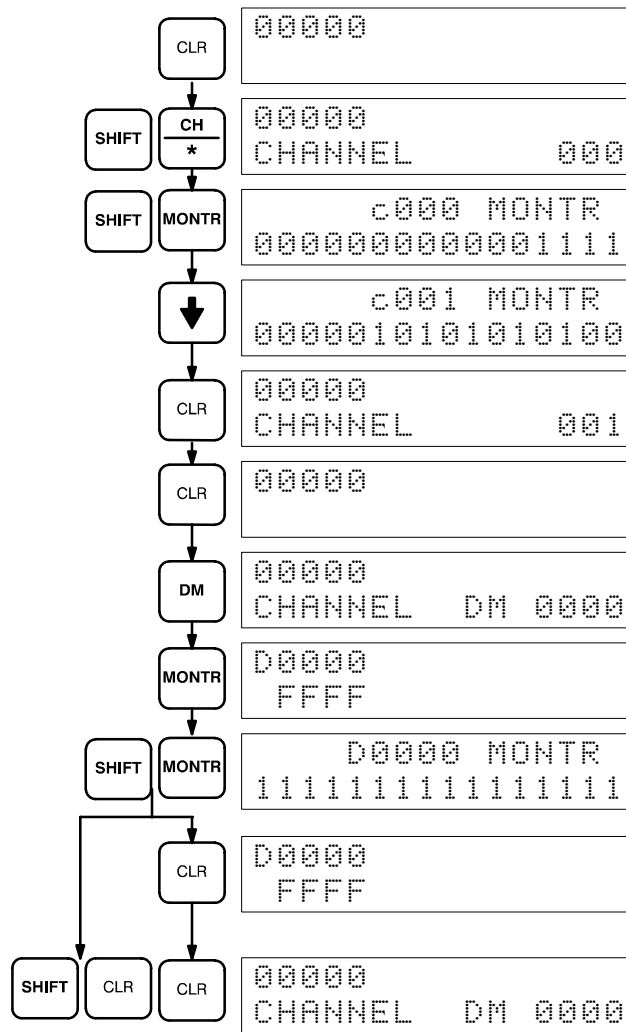 CLR
00000
SHIFT CH * 
00000
CHANNEL 000
SHIFT MONTR
c000 MONTR
0000000000001111
c001 MONTR
0000010101010100
CLR
00000
CHANNEL 001
CLR
00000
DM
00000
CHANNEL DM 0000
MONTR
D0000
FFFF
SHIFT MONTR
D0000 MONTR
1111111111111111
CLR
D0000
FFFF
SHIFT CLR CLR
00000
CHANNEL DM 0000